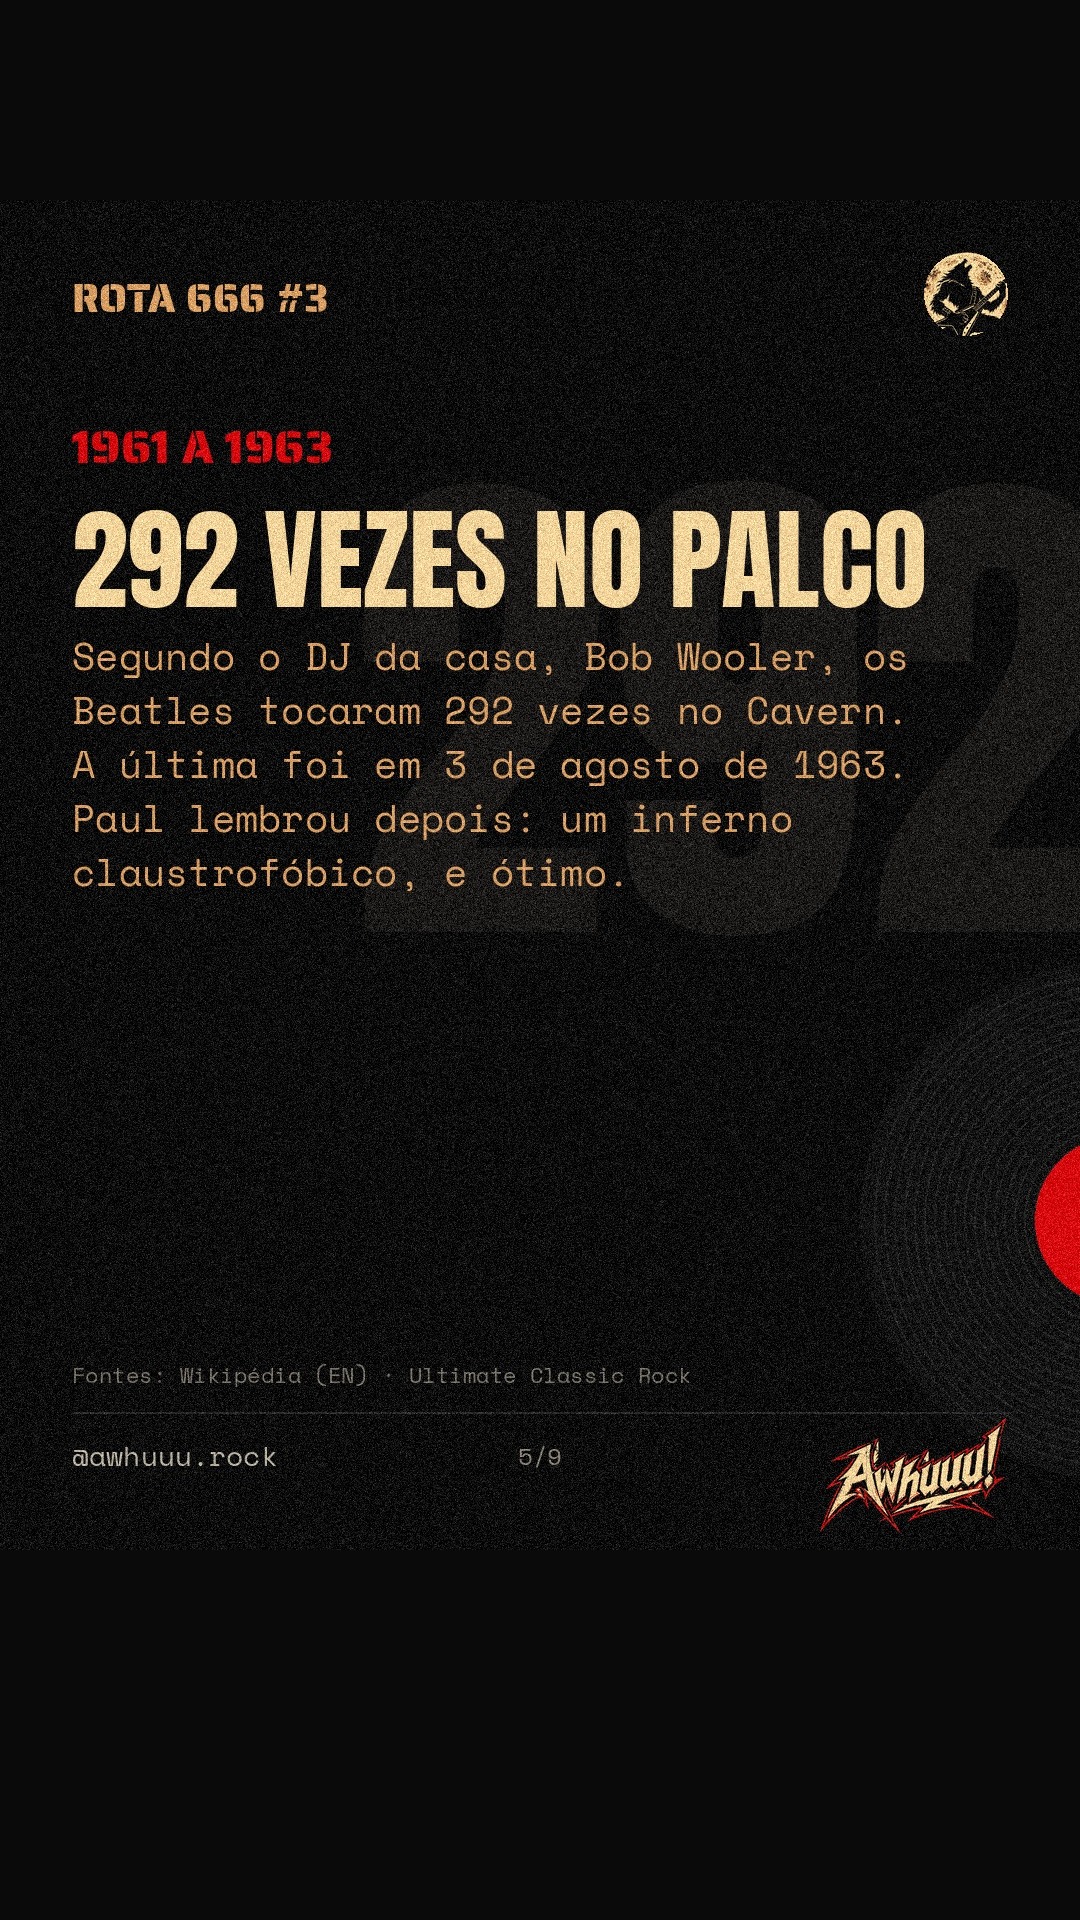 ROTA 666 #3
1961 A 1963
292 VEZES NO PALCO
292
Segundo o DJ da casa, Bob Wooler, os
Beatles tocaram 292 vezes no Cavern.
A última foi em 3 de agosto de 1963.
Paul lembrou depois: um inferno
claustrofóbico, e ótimo.
Fontes: Wikipédia (EN) · Ultimate Classic Rock
@awhuuu.rock
5/9
Awhuuu!